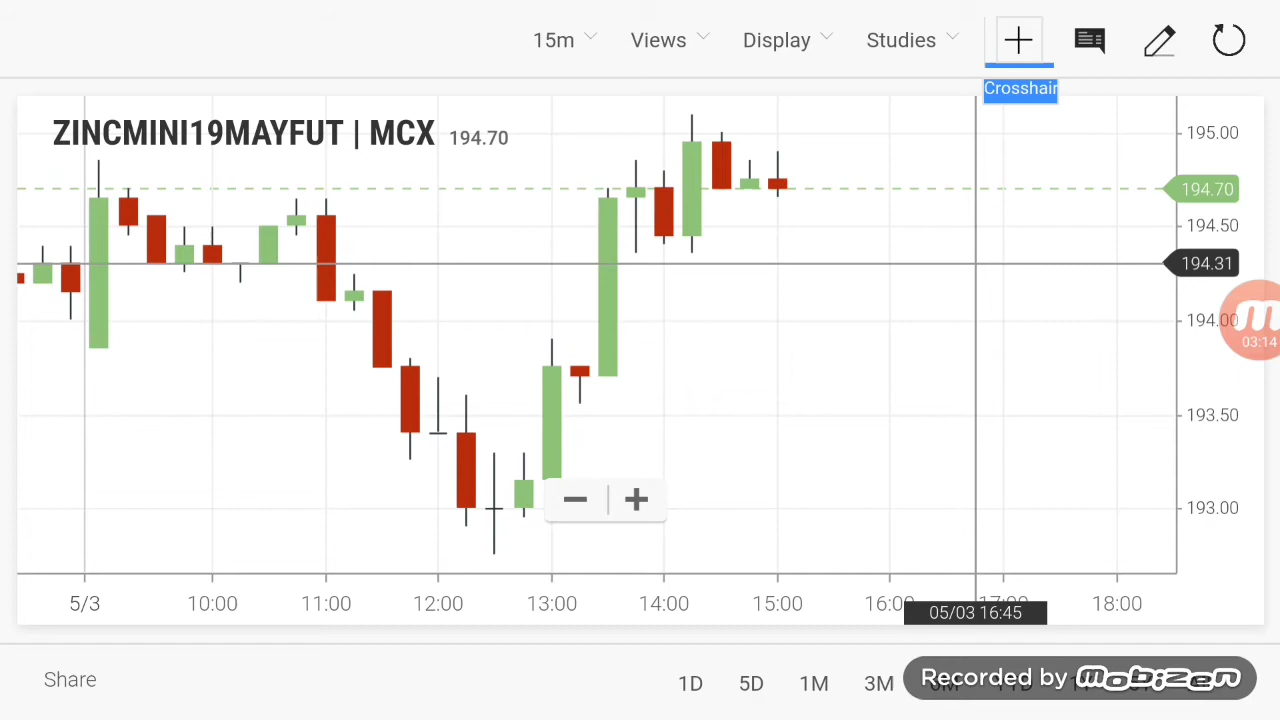 15m Views Display Studies
Crosshair
ZINCMINI19MAYFUT | MCX 194.70
195.00
194.70
194.50
194.31
194.00
03:14
193.50
193.00
5/3 10:00 11:00 12:00 13:00 14:00 15:00 16:00 17:00 18:00
05/03 16:45
Share 1D 5D 1M 3M
Recorded by mobizen